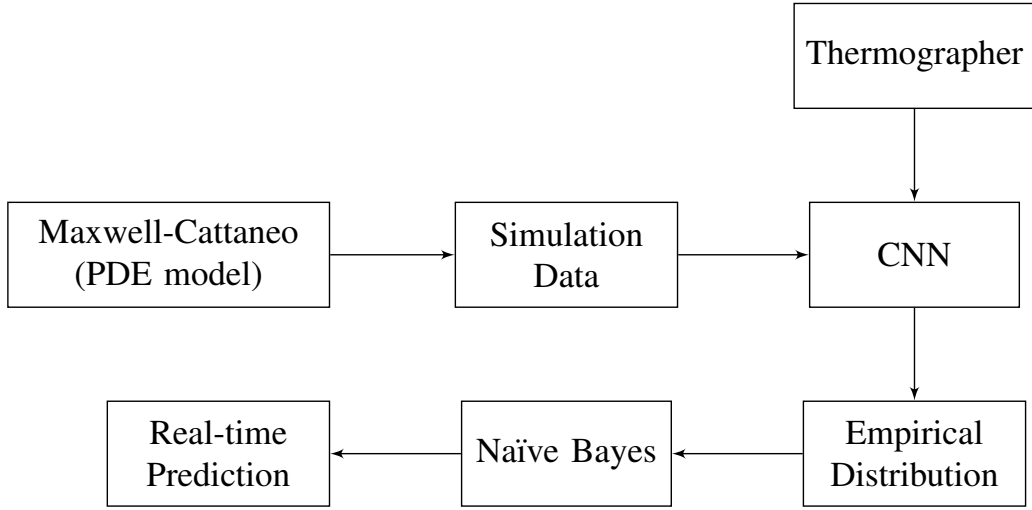 Thermographer
Maxwell-Cattaneo
(PDE model)
Simulation
Data
CNN
Real-time
Prediction
Naïve Bayes
Empirical
Distribution